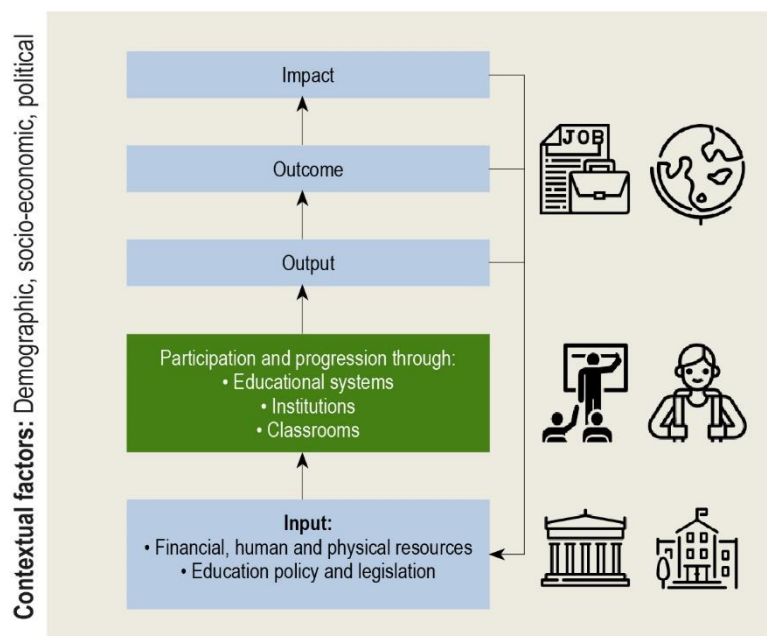 Contextual factors: Demographic, socio-economic, political
Impact
Outcome
Output
Participation and progression through:
• Educational systems
• Institutions
• Classrooms
Input:
• Financial, human and physical resources
• Education policy and legislation
JOB